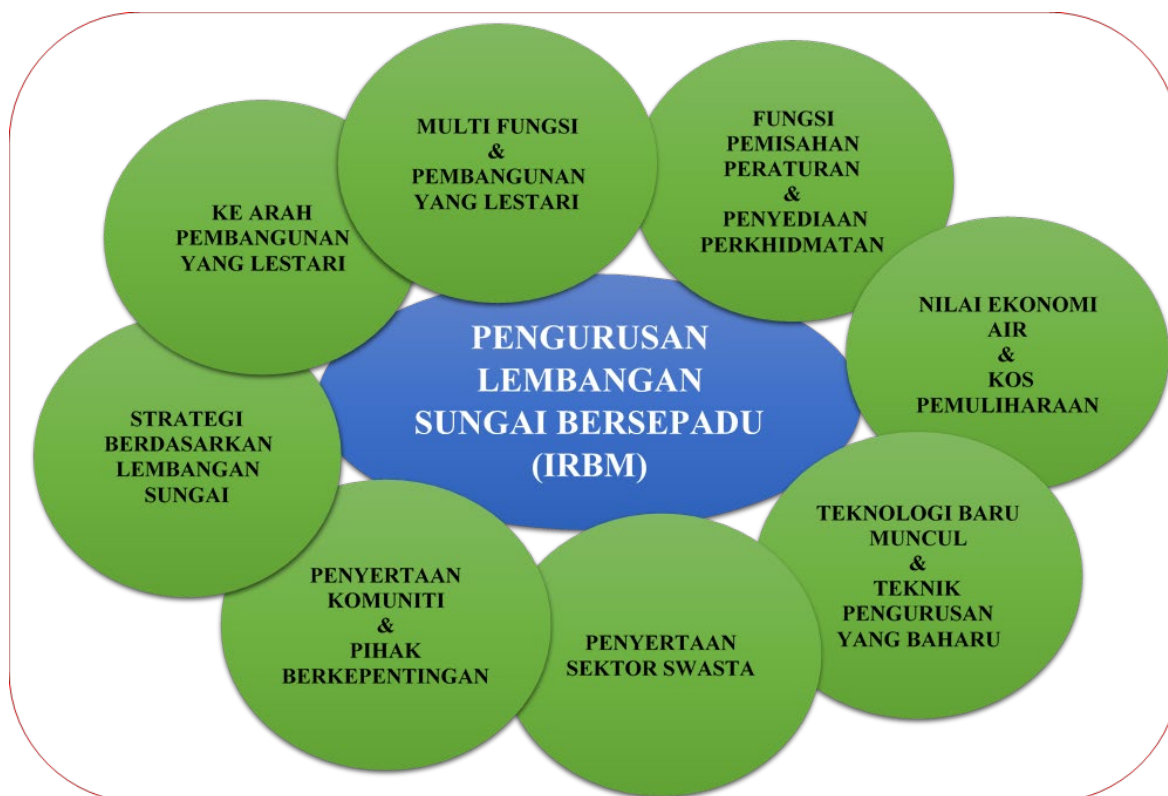 MULTI FUNGSI
&
PEMBANGUNAN
YANG LESTARI
FUNGSI
PEMISAHAN
PERATURAN
&
PENYEDIAAN
PERKHIDMATAN
KE ARAH
PEMBANGUNAN
YANG LESTARI
NILAI EKONOMI
AIR
&
KOS
PEMULIHARAAN
PENGURUSAN
LEMBANGAN
SUNGAI BERSEPADU
(IRBM)
STRATEGI
BERDASARKAN
LEMBANGAN
SUNGAI
TEKNOLOGI BARU
MUNCUL
&
TEKNIK
PENGURUSAN
YANG BAHARU
PENYERTAAN
KOMUNITI
&
PIHAK
BERKEPENTINGAN
PENYERTAAN
SEKTOR SWASTA